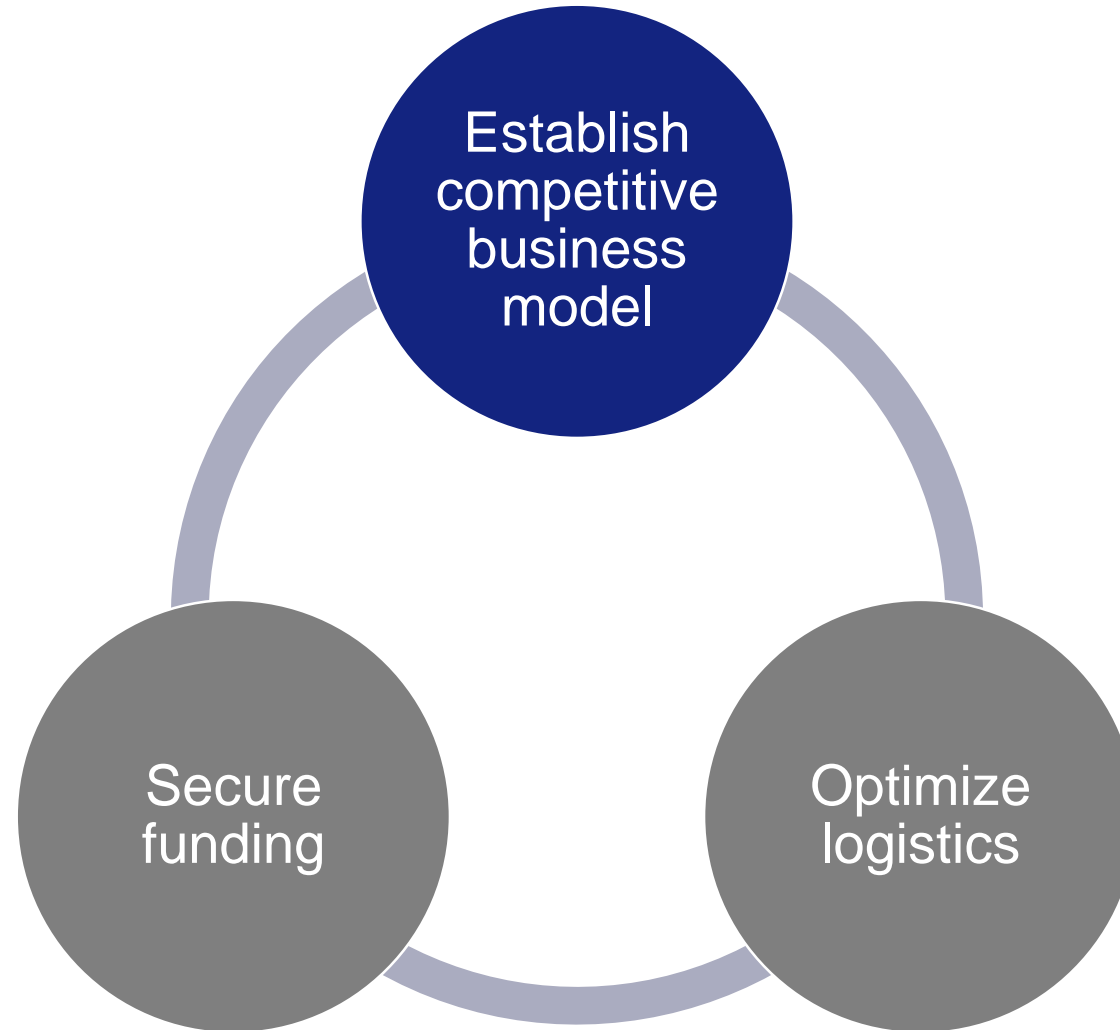 Establish
competitive
business
model
Secure
funding
Optimize
logistics